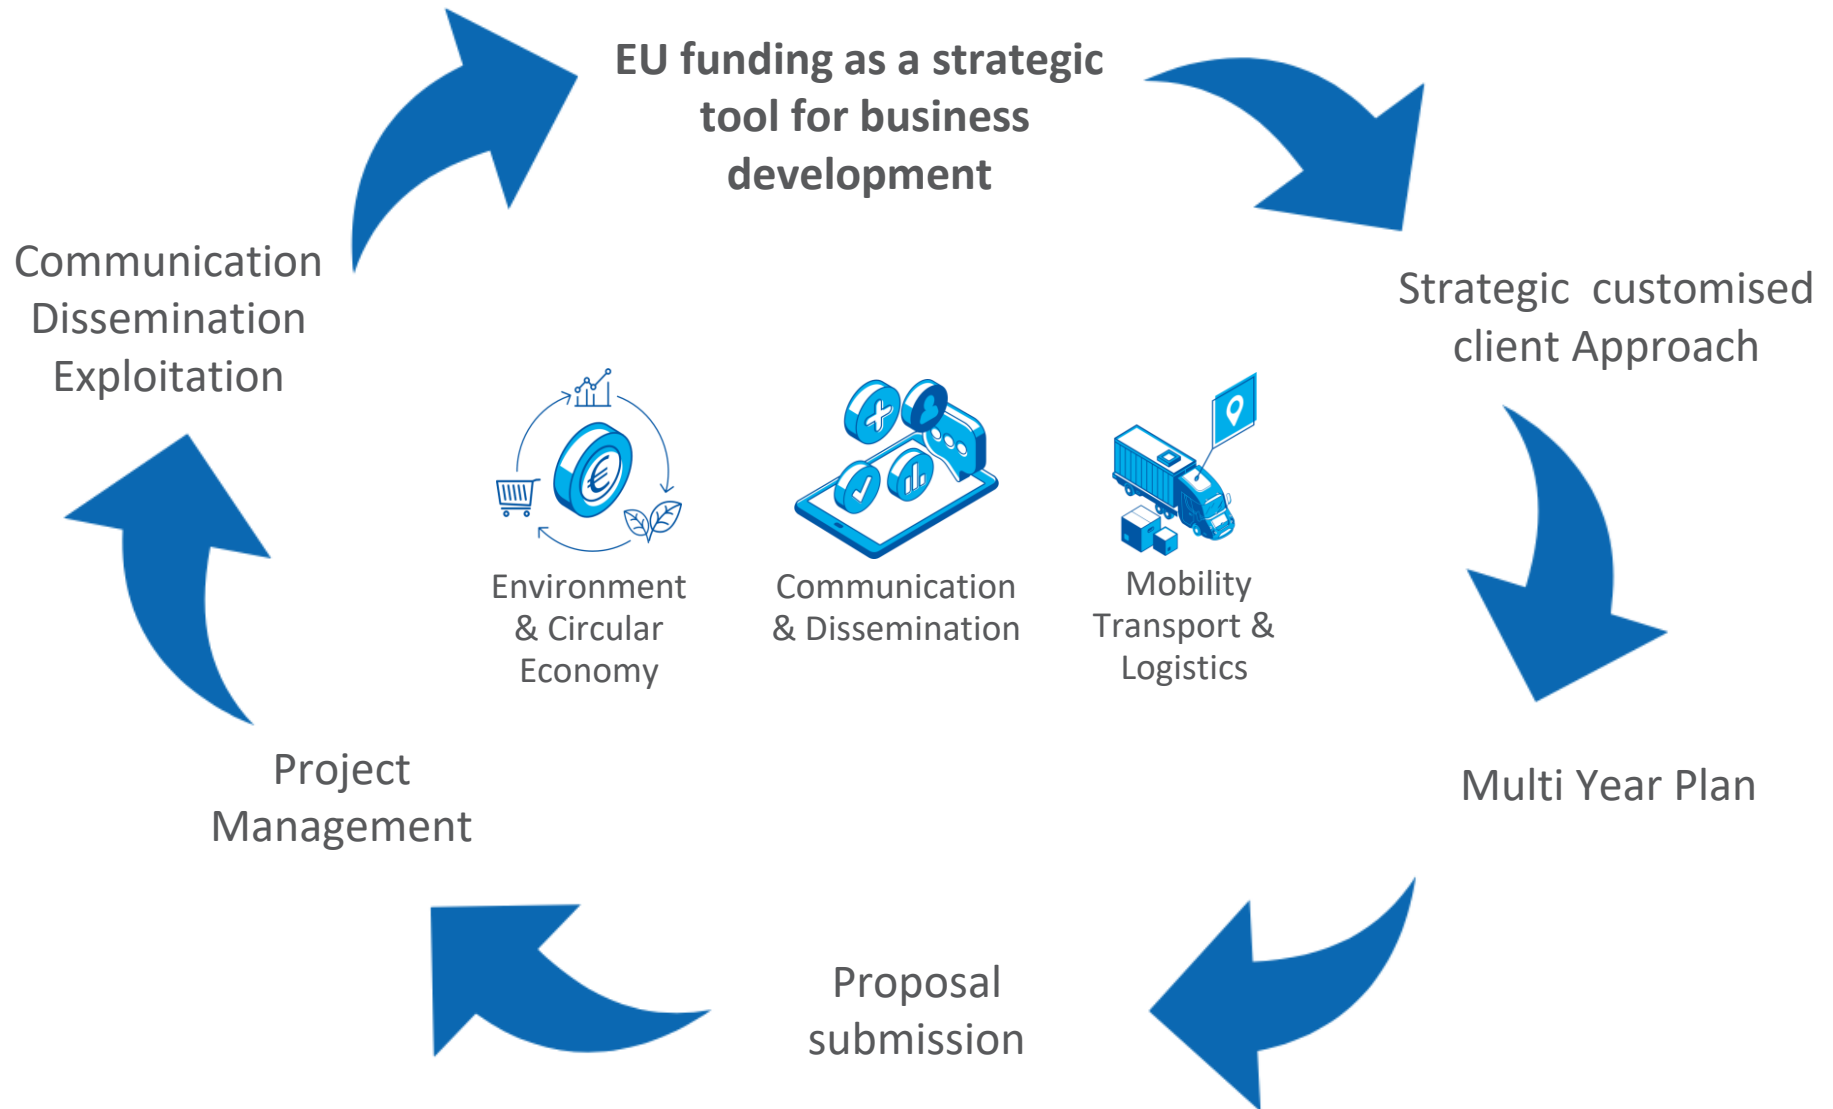 EU funding as a strategic
tool for business
development
Strategic  customised
client Approach
Multi Year Plan
Proposal
submission
Project
Management
Communication
Dissemination
Exploitation
€
Environment
& Circular
Economy
Communication
& Dissemination
Mobility
Transport &
Logistics